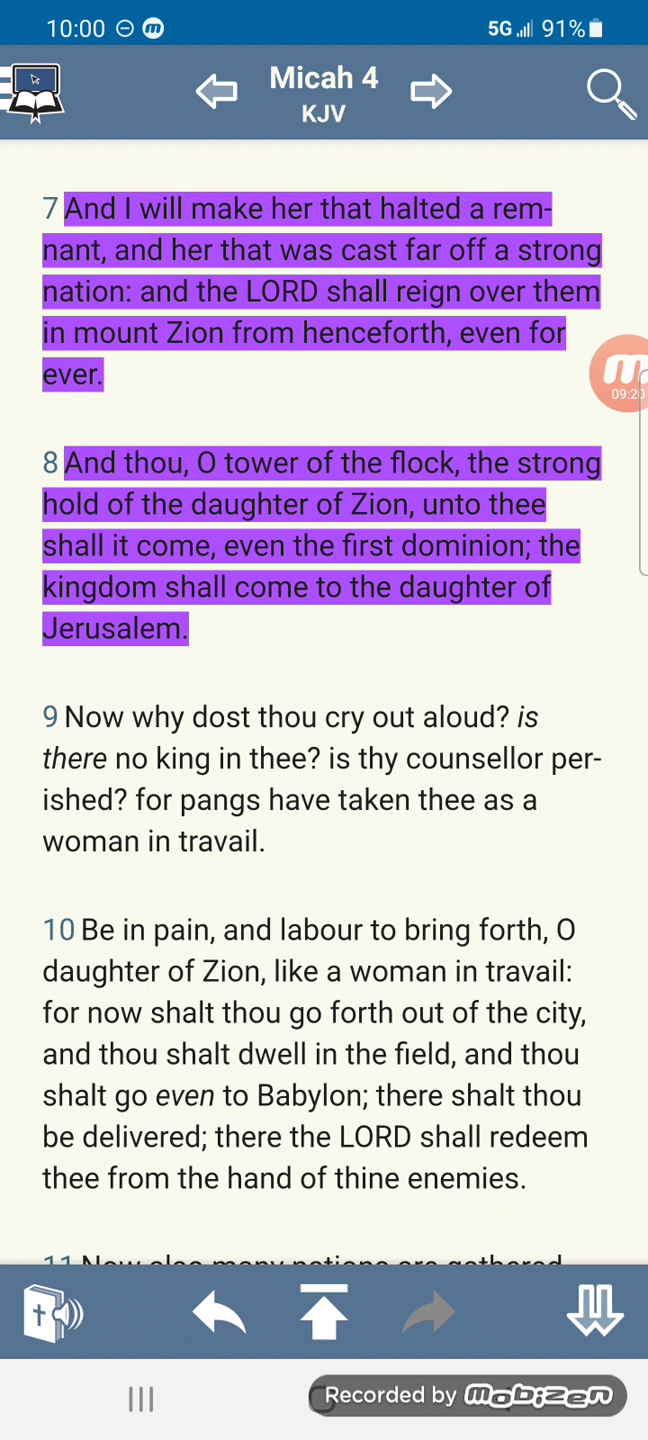 10:00
5G 91%
Micah 4
KJV
7 And I will make her that halted a rem-
nant, and her that was cast far off a strong
nation: and the LORD shall reign over them
in mount Zion from henceforth, even for
ever.
09:20
8 And thou, O tower of the flock, the strong
hold of the daughter of Zion, unto thee
shall it come, even the first dominion; the
kingdom shall come to the daughter of
Jerusalem.
9 Now why dost thou cry out aloud? is
there no king in thee? is thy counsellor per-
ished? for pangs have taken thee as a
woman in travail.
10 Be in pain, and labour to bring forth, O
daughter of Zion, like a woman in travail:
for now shalt thou go forth out of the city,
and thou shalt dwell in the field, and thou
shalt go even to Babylon; there shalt thou
be delivered; there the LORD shall redeem
thee from the hand of thine enemies.
11 Now also many nations are gathered
Recorded by mobizen